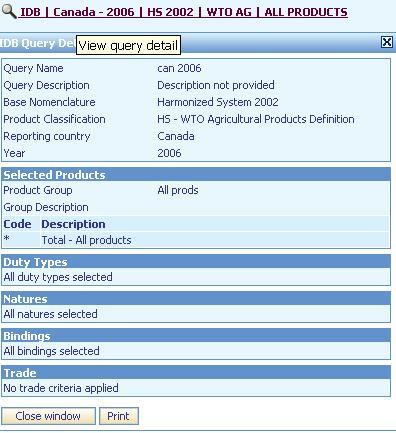 IDB | Canada - 2006 | HS 2002 | WTO AG | ALL PRODUCTS
IDB Query De
View query detail
Query Name can 2006
Query Description Description not provided
Base Nomenclature Harmonized System 2002
Product Classification HS - WTO Agricultural Products Definition
Reporting country Canada
Year 2006
Selected Products
Product Group All prods
Group Description
Code Description
* Total - All products
Duty Types
All duty types selected
Natures
All natures selected
Bindings
All bindings selected
Trade
No trade criteria applied
Close window Print